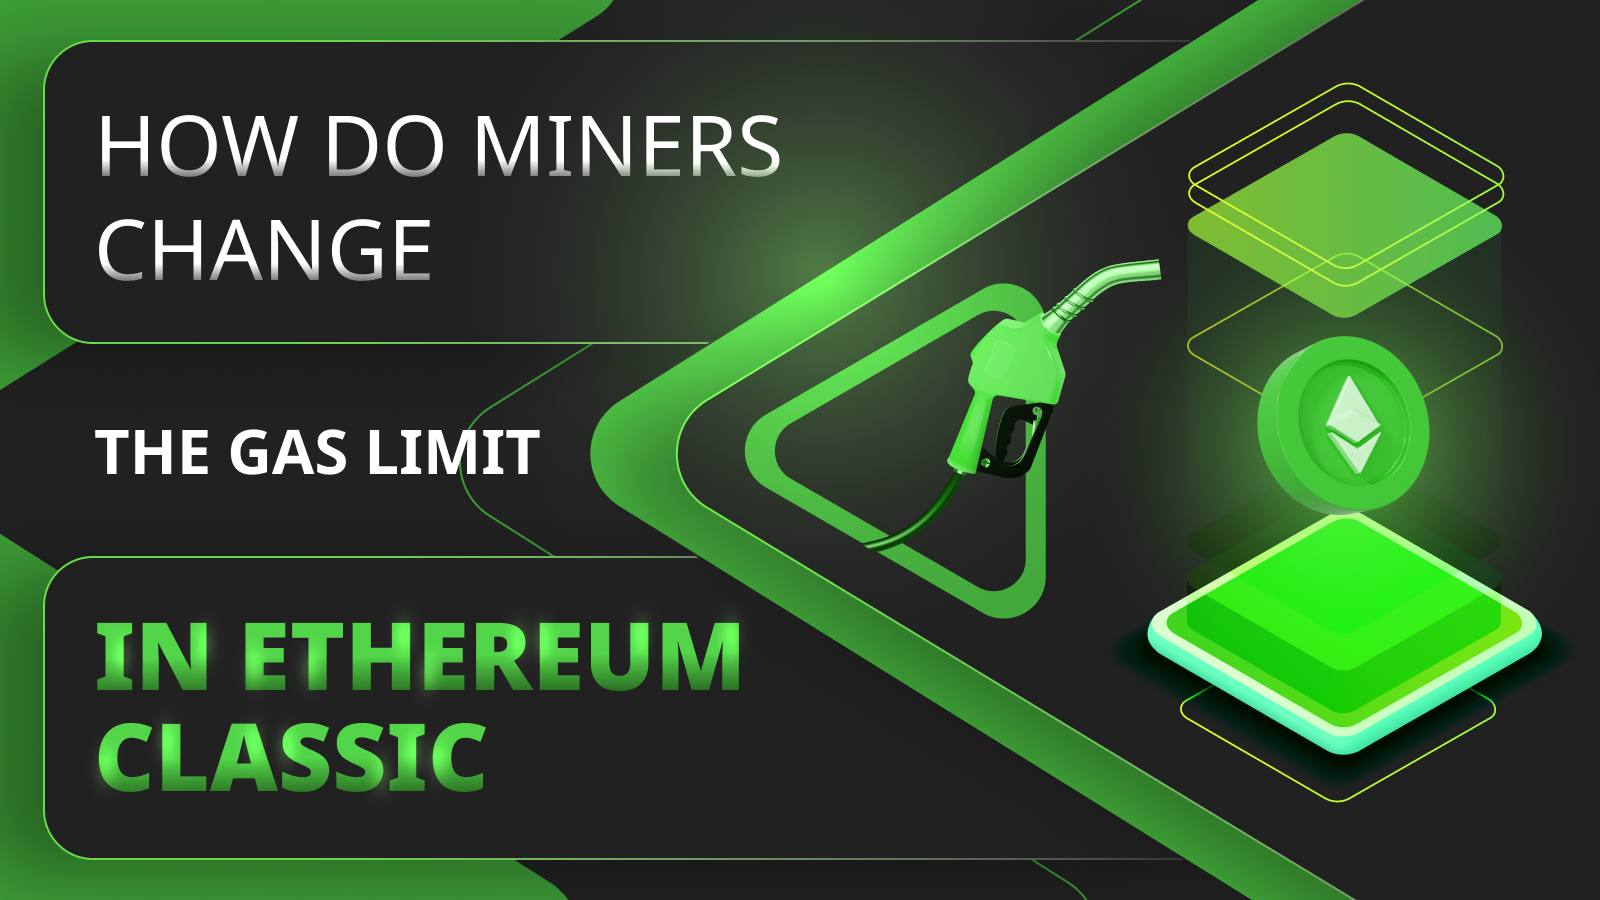 HOW DO MINERS
CHANGE
THE GAS LIMIT
IN ETHEREUM
CLASSIC